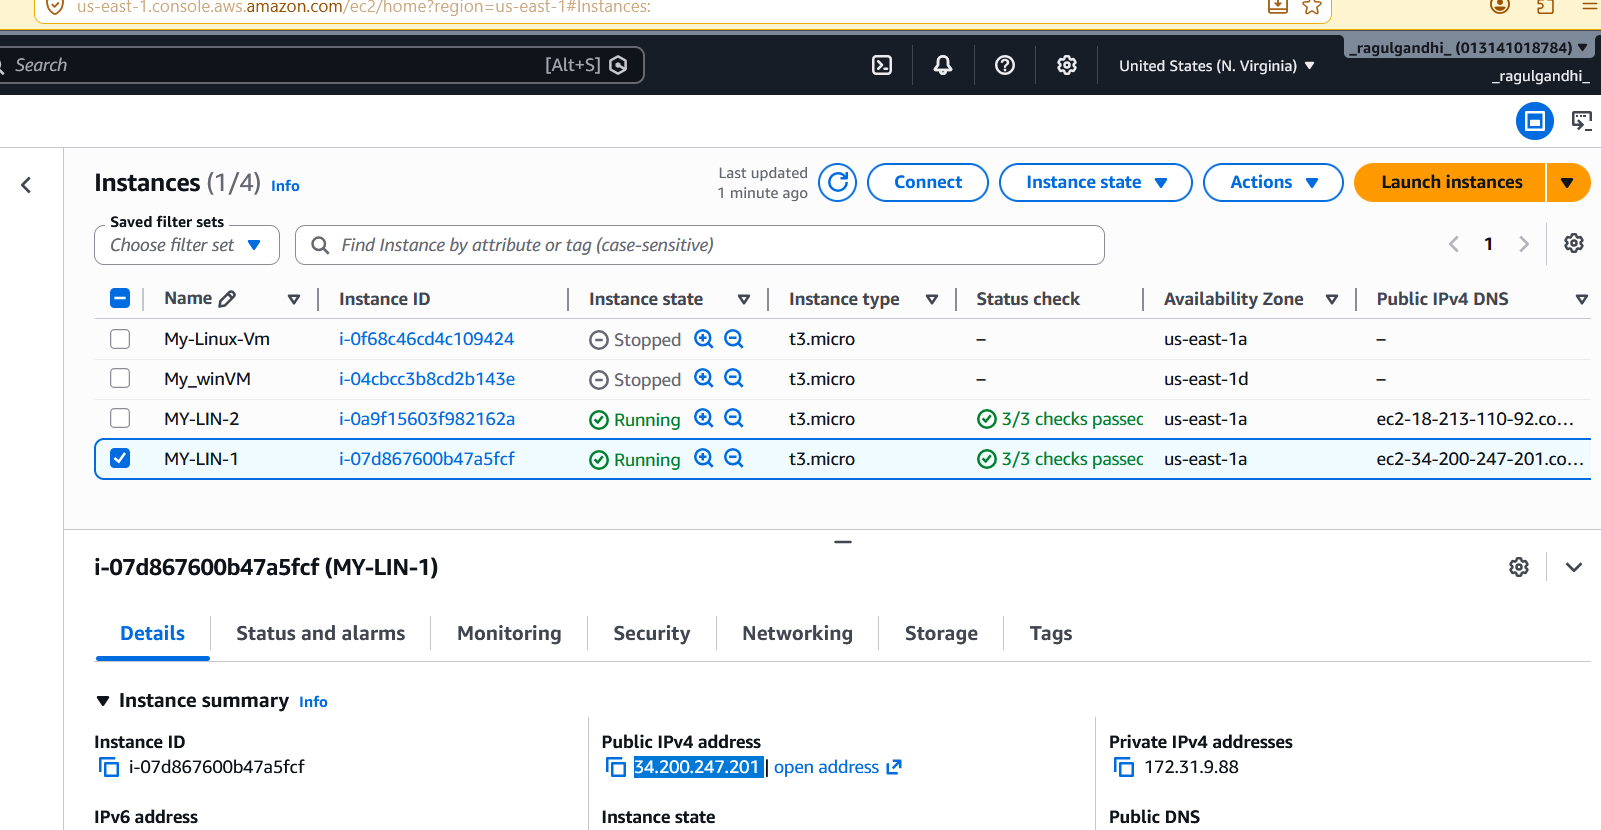 us-east-1.console.aws.amazon.com/ec2/home?region=us-east-1#Instances:
Search [Alt+S] United States (N. Virginia) _ragulgandhi_ (013141018784)
_ragulgandhi_
Instances (1/4) Info Last updated 1 minute ago Connect Instance state Actions Launch instances
Saved filter sets
Choose filter set Find Instance by attribute or tag (case-sensitive) 1
Name Instance ID Instance state Instance type Status check Availability Zone Public IPv4 DNS
My-Linux-Vm i-0f68c46cd4c109424 Stopped t3.micro – us-east-1a –
My_winVM i-04cbcc3b8cd2b143e Stopped t3.micro – us-east-1d –
MY-LIN-2 i-0a9f15603f982162a Running t3.micro 3/3 checks passec us-east-1a ec2-18-213-110-92.co...
MY-LIN-1 i-07d867600b47a5fcf Running t3.micro 3/3 checks passec us-east-1a ec2-34-200-247-201.co...
i-07d867600b47a5fcf (MY-LIN-1)
Details Status and alarms Monitoring Security Networking Storage Tags
Instance summary Info
Instance ID Public IPv4 address Private IPv4 addresses
i-07d867600b47a5fcf 34.200.247.201 | open address 172.31.9.88
IPv6 address Instance state Public DNS